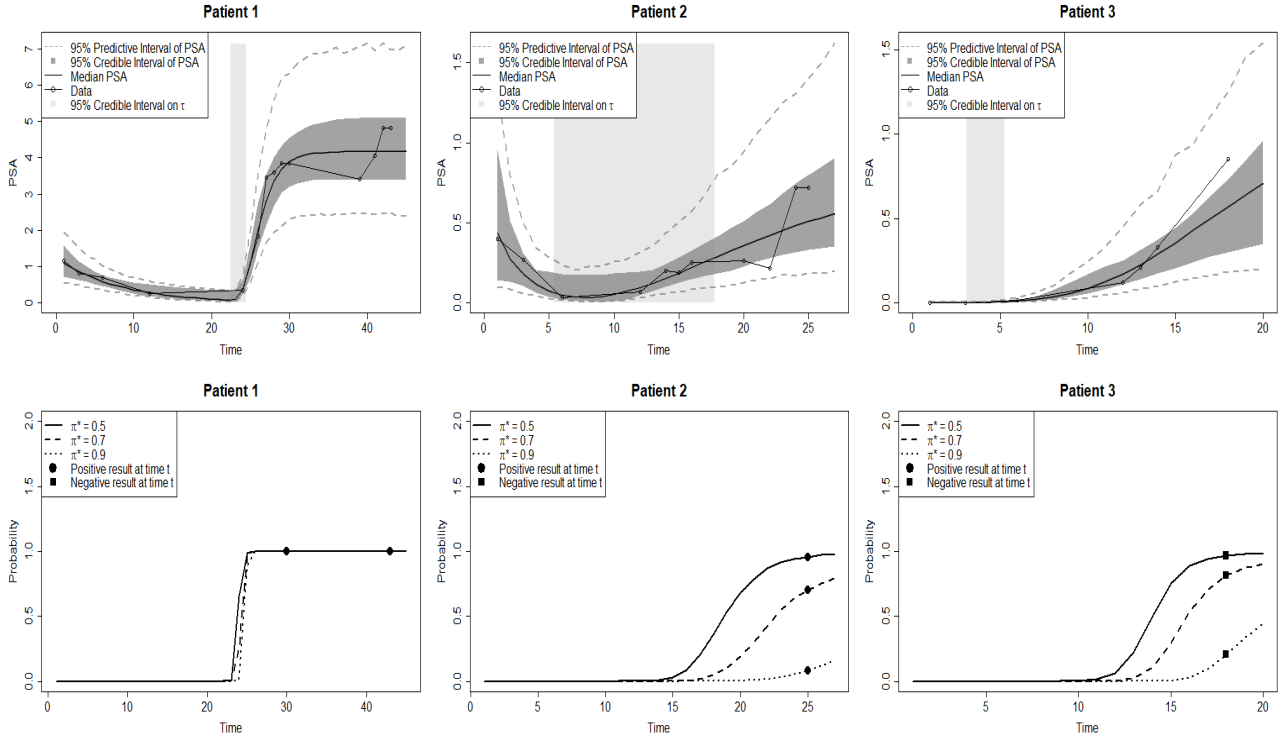 Patient 1
7
6
5
4
3
2
1
0
PSA
95% Predictive Interval of PSA
95% Credible Interval of PSA
Median PSA
Data
95% Credible Interval on τ
0 10 20 30 40
Time
Patient 2
1.5
1.0
0.5
0.0
PSA
95% Predictive Interval of PSA
95% Credible Interval of PSA
Median PSA
Data
95% Credible Interval on τ
0 5 10 15 20 25
Time
Patient 3
1.5
1.0
0.5
0.0
PSA
95% Predictive Interval of PSA
95% Credible Interval of PSA
Median PSA
Data
95% Credible Interval on τ
5 10 15 20
Time
Patient 1
2.0
1.5
1.0
0.5
0.0
Probability
π* = 0.5
π* = 0.7
π* = 0.9
Positive result at time t
Negative result at time t
0 10 20 30 40
Time
Patient 2
2.0
1.5
1.0
0.5
0.0
Probability
π* = 0.5
π* = 0.7
π* = 0.9
Positive result at time t
Negative result at time t
0 5 10 15 20 25
Time
Patient 3
2.0
1.5
1.0
0.5
0.0
Probability
π* = 0.5
π* = 0.7
π* = 0.9
Positive result at time t
Negative result at time t
5 10 15 20
Time